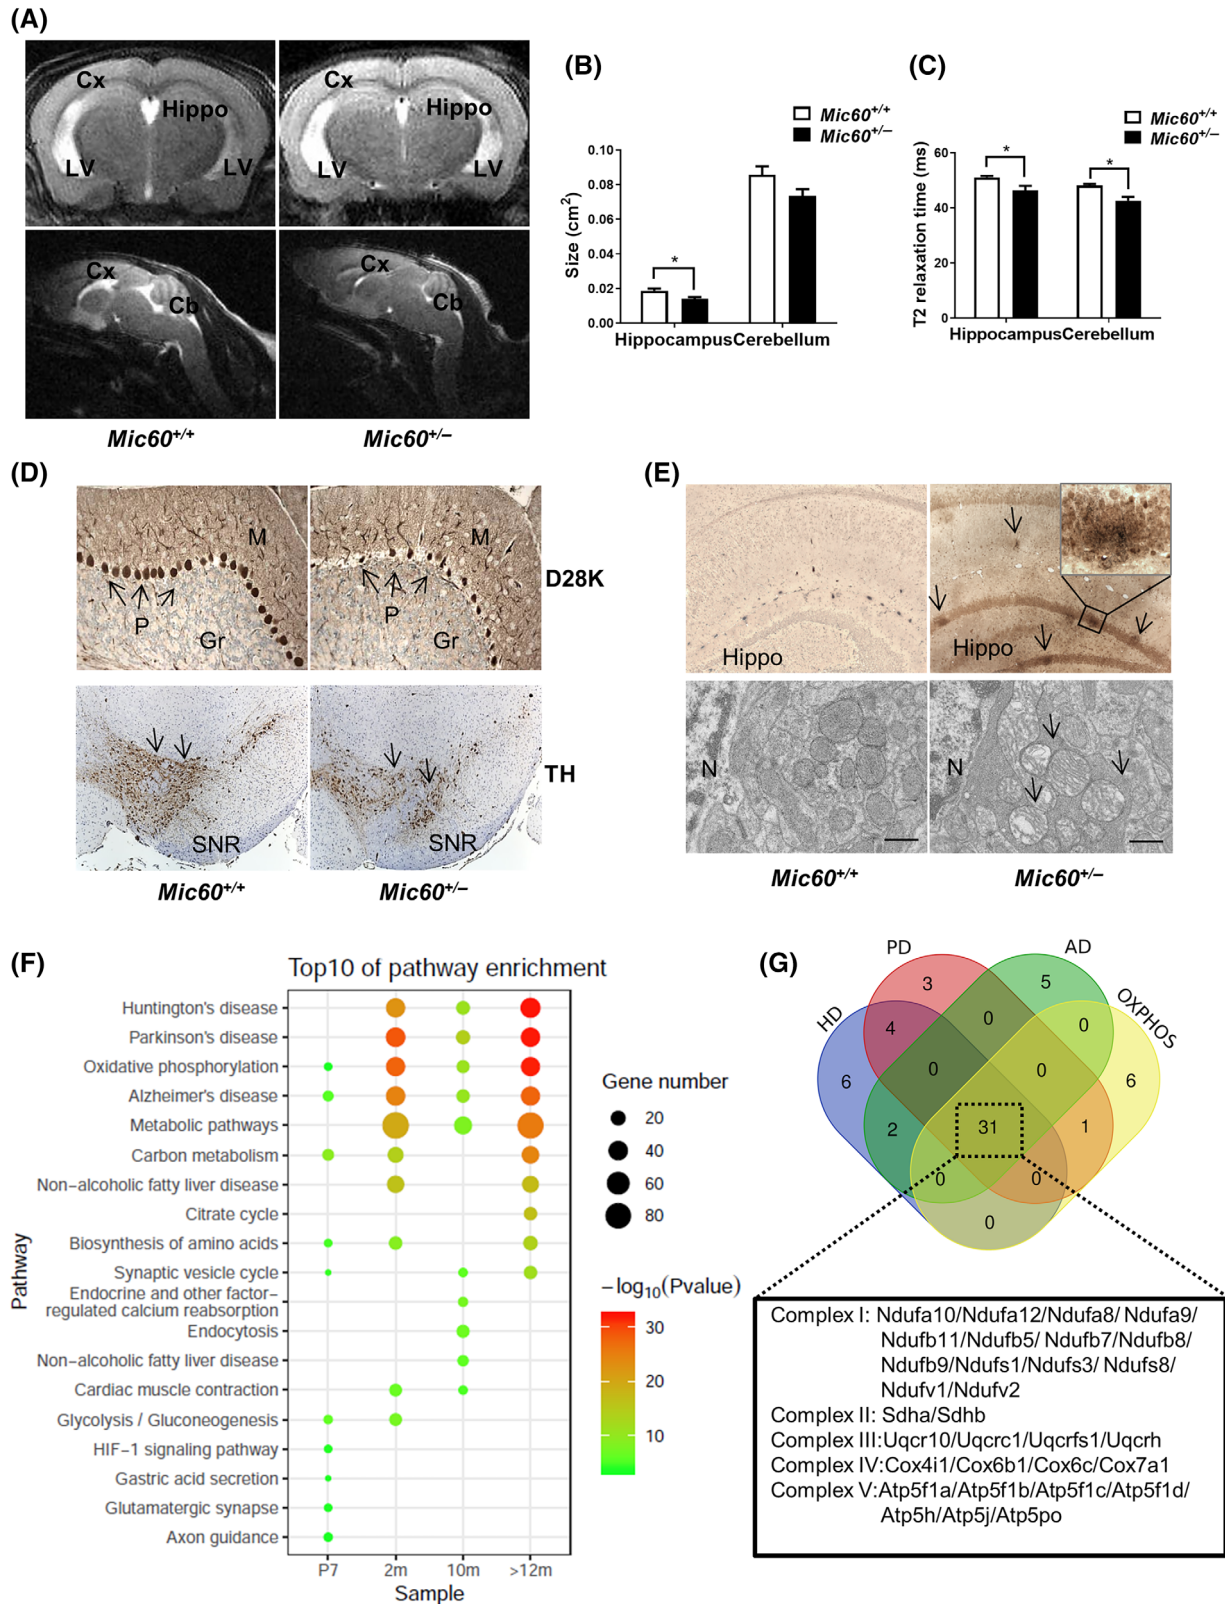 (A)
Cx
Hippo
LV
LV
Cx
Hippo
LV
LV
Cx
Cb
Cx
Cb
Mic60+/+
Mic60+/−
(B)
Mic60+/+
Mic60+/−
Size (cm2)
0.10
0.08
0.06
0.04
0.02
0.00
*
Hippocampus
Cerebellum
(C)
Mic60+/+
Mic60+/−
T2 relaxation time (ms)
60
40
20
0
*
*
Hippocampus
Cerebellum
(D)
M
P
Gr
M
P
Gr
D28K
SNR
SNR
TH
Mic60+/+
Mic60+/−
(E)
Hippo
Hippo
N
N
Mic60+/+
Mic60+/−
(F)
Top10 of pathway enrichment
Pathway
Huntington's disease
Parkinson's disease
Oxidative phosphorylation
Alzheimer's disease
Metabolic pathways
Carbon metabolism
Non−alcoholic fatty liver disease
Citrate cycle
Biosynthesis of amino acids
Synaptic vesicle cycle
Endocrine and other factor−
regulated calcium reabsorption
Endocytosis
Non−alcoholic fatty liver disease
Cardiac muscle contraction
Glycolysis / Gluconeogenesis
HIF−1 signaling pathway
Gastric acid secretion
Glutamatergic synapse
Axon guidance
P7
2m
10m
>12m
Sample
Gene number
20
40
60
80
−log10(Pvalue)
30
20
10
(G)
PD
AD
HD
OXPHOS
3
5
4
0
0
6
0
0
6
2
31
1
0
0
0
Complex I: Ndufa10/Ndufa12/Ndufa8/ Ndufa9/
Ndufb11/Ndufb5/ Ndufb7/Ndufb8/
Ndufb9/Ndufs1/Ndufs3/ Ndufs8/
Ndufv1/Ndufv2
Complex II: Sdha/Sdhb
Complex III:Uqcr10/Uqcrc1/Uqcrfs1/Uqcrh
Complex IV:Cox4i1/Cox6b1/Cox6c/Cox7a1
Complex V:Atp5f1a/Atp5f1b/Atp5f1c/Atp5f1d/
Atp5h/Atp5j/Atp5po